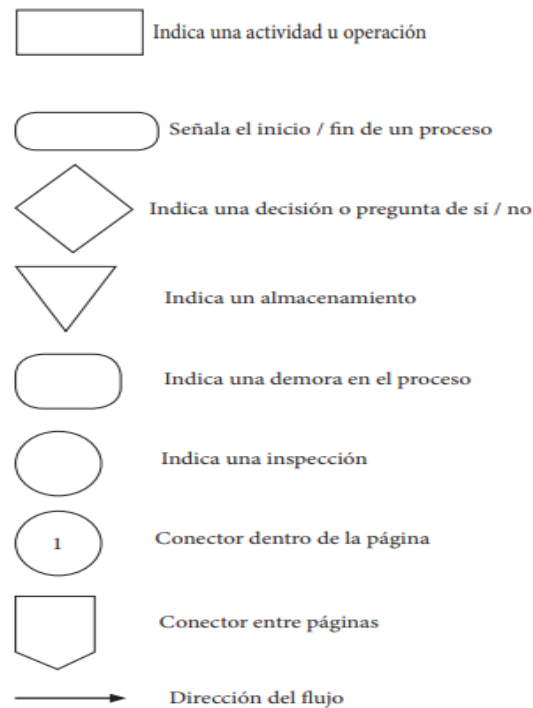 Indica una actividad u operación
Señala el inicio / fin de un proceso
Indica una decisión o pregunta de sí / no
Indica un almacenamiento
Indica una demora en el proceso
Indica una inspección
1 Conector dentro de la página
Conector entre páginas
Dirección del flujo